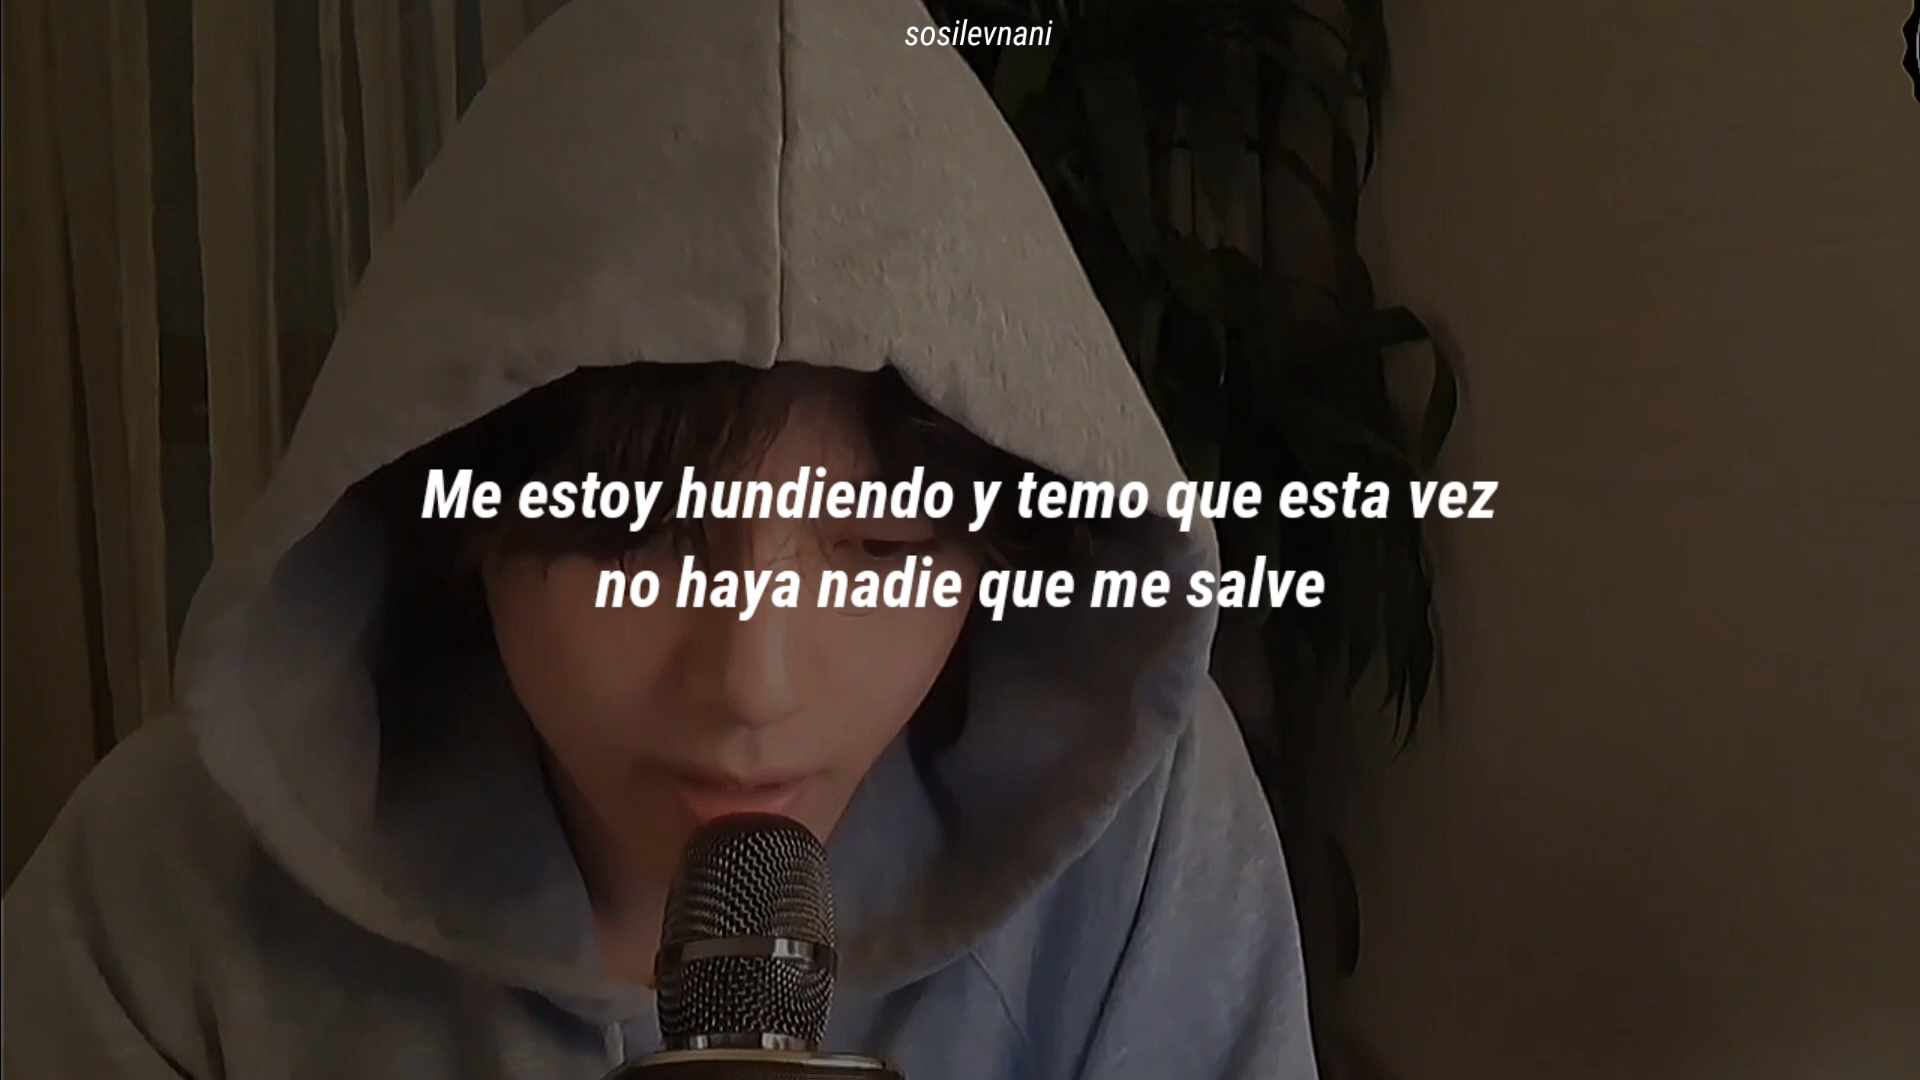 sosilevnani
Me estoy hundiendo y temo que esta vez
no haya nadie que me salve